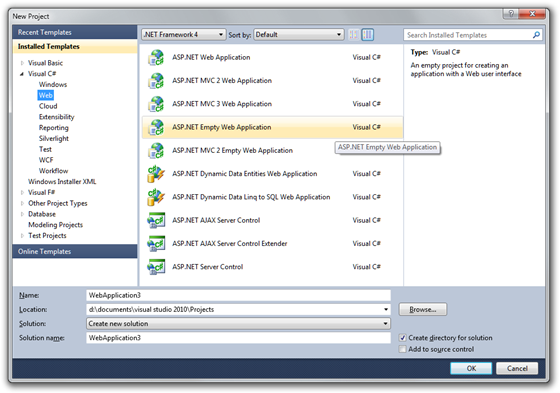 New Project
Recent Templates
Installed Templates
Visual Basic
Visual C#
Windows
Web
Cloud
Extensibility
Reporting
Silverlight
Test
WCF
Workflow
Windows Installer XML
Visual F#
Other Project Types
Database
Modeling Projects
Test Projects
Online Templates
.NET Framework 4 Sort by: Default
ASP.NET Web Application Visual C#
ASP.NET MVC 2 Web Application Visual C#
ASP.NET MVC 3 Web Application Visual C#
ASP.NET Empty Web Application Visual C#
ASP.NET Empty Web Application
ASP.NET MVC 2 Empty Web Application
ASP.NET Dynamic Data Entities Web Application Visual C#
ASP.NET Dynamic Data Linq to SQL Web Application Visual C#
ASP.NET AJAX Server Control Visual C#
ASP.NET AJAX Server Control Extender Visual C#
ASP.NET Server Control Visual C#
Search Installed Templates
Type: Visual C#
An empty project for creating an
application with a Web user interface
Name: WebApplication3
Location: d:\documents\visual studio 2010\Projects Browse...
Solution: Create new solution
Solution name: WebApplication3
Create directory for solution
Add to source control
OK Cancel